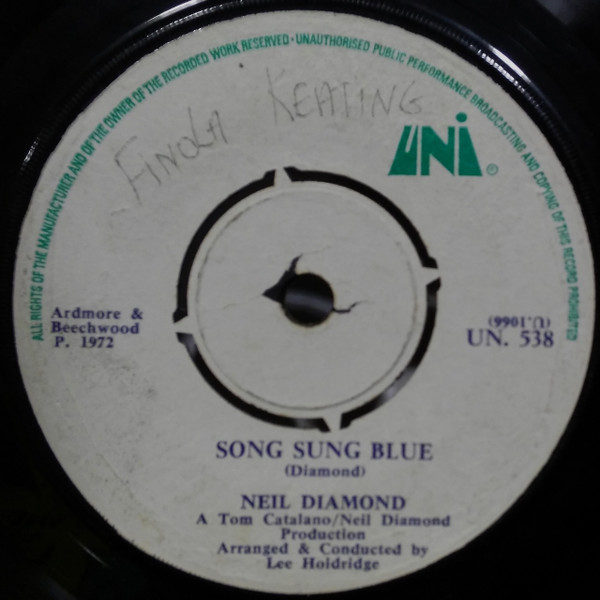 ALL RIGHTS OF THE MANUFACTURER AND OF THE OWNER OF THE RECORDED WORK RESERVED · UNAUTHORISED PUBLIC PERFORMANCE BROADCASTING AND COPYING OF THIS RECORD PROHIBITED
FINOLA KEATING
UNI®
Ardmore &
Beechwood
P. 1972
(U.1066)
UN. 538
SONG SUNG BLUE
(Diamond)
NEIL DIAMOND
A Tom Catalano/Neil Diamond
Production
Arranged & Conducted by
Lee Holdridge